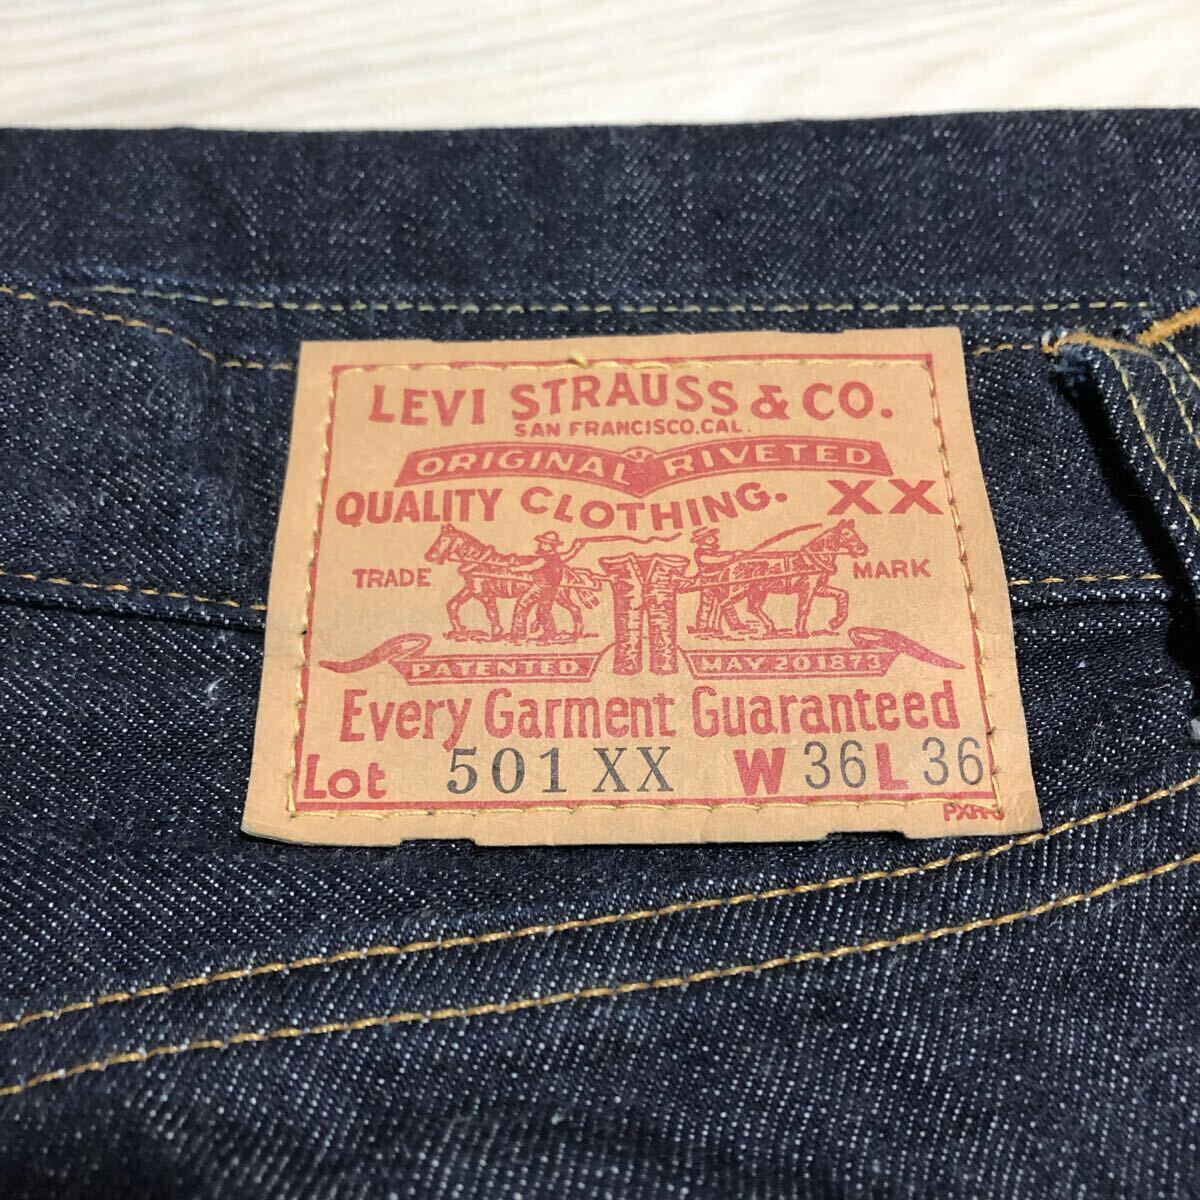 LEVI STRAUSS & CO.
SAN FRANCISCO, CAL.
ORIGINAL RIVETED
QUALITY CLOTHING. XX
TRADE MARK
PATENTED MAY 20 1873
Every Garment Guaranteed
Lot 501 XX W 36 L 36